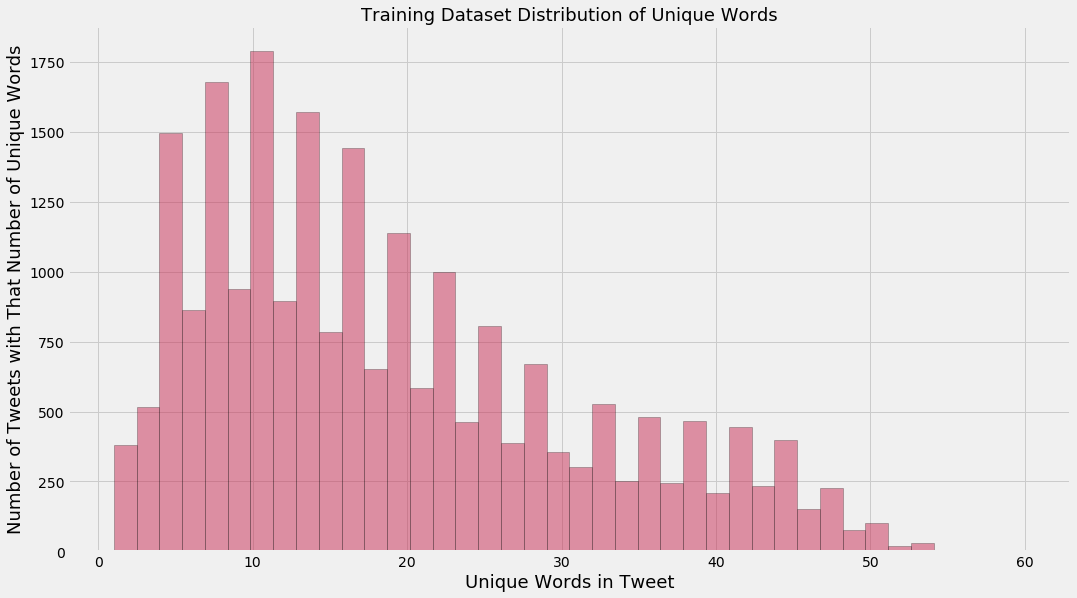 Training Dataset Distribution of Unique Words
Number of Tweets with That Number of Unique Words
1750
1500
1250
1000
750
500
250
0
0 10 20 30 40 50 60
Unique Words in Tweet